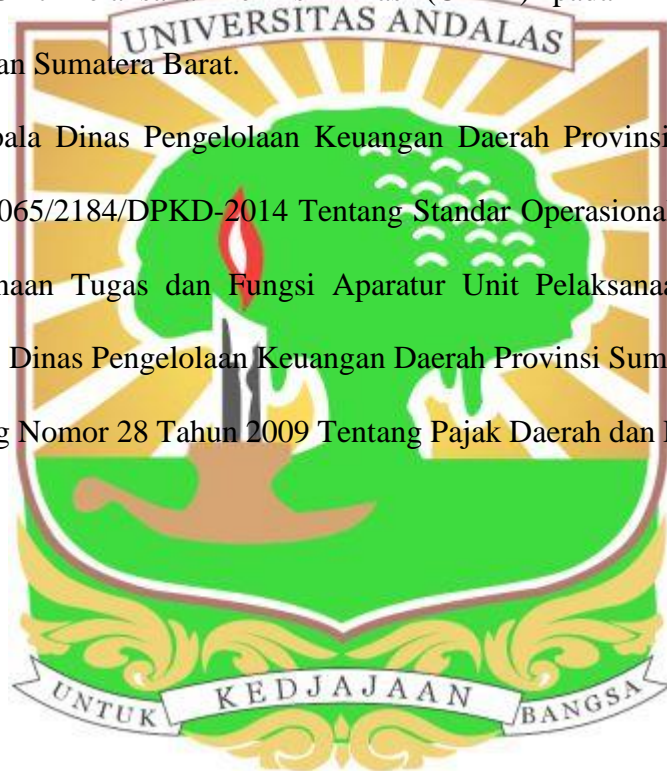 UNIVERSITAS ANDALAS
an Sumatera Barat.
pala Dinas Pengelolaan Keuangan Daerah Provinsi
065/2184/DPKD-2014 Tentang Standar Operasional
naan Tugas dan Fungsi Aparatur Unit Pelaksana
Dinas Pengelolaan Keuangan Daerah Provinsi Sum
g Nomor 28 Tahun 2009 Tentang Pajak Daerah dan
UNTUK KEDJAJAAN BANGSA